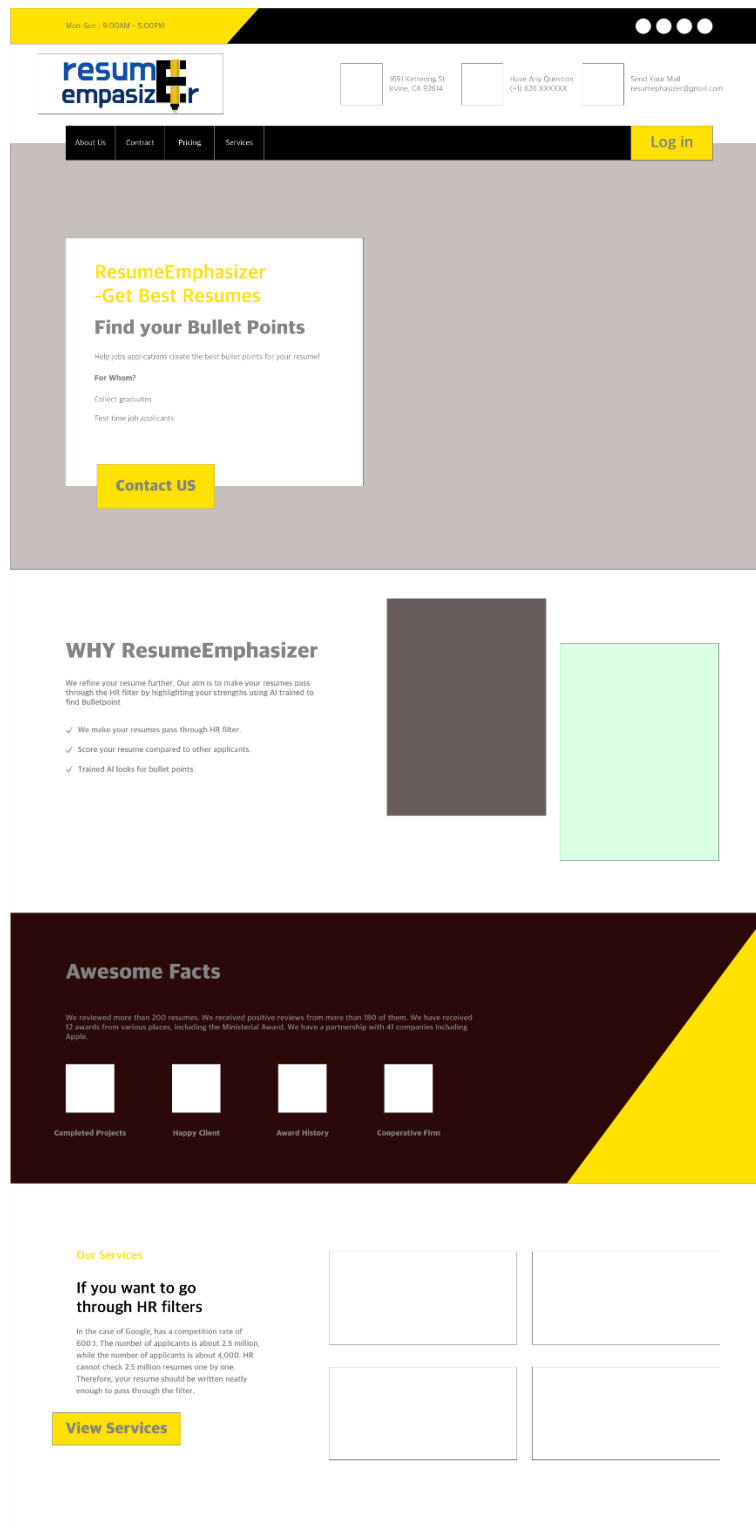 Mon-Sun : 9:00AM - 5:00PM
resumE
empasizEr
1691 Kettering St
Irvine, CA 92614
Have Any Question
(+1) 626 XXXXXX
Send Your Mail
resumephasizer@gmail.com
About Us
Contract
Pricing
Services
Log in
ResumeEmphasizer
-Get Best Resumes
Find your Bullet Points
Help jobs applications create the best bullet points for your resume!
For Whom?
Collect graduates
First time job applicants
Contact US
WHY ResumeEmphasizer
We refine your resume further. Our aim is to make your resumes pass
through the HR filter by highlighting your strengths using AI trained to
find Bulletpoint
We make your resumes pass through HR filter.
Score your resume compared to other applicants.
Trained AI looks for bullet points.
Awesome Facts
We reviewed more than 200 resumes. We received positive reviews from more than 180 of them. We have received
12 awards from various places, including the Ministerial Award. We have a partnership with 41 companies including
Apple.
Completed Projects
Happy Client
Award History
Cooperative Firm
Our Services
If you want to go
through HR filters
In the case of Google, has a competition rate of
600:1. The number of applicants is about 2.5 million,
while the number of applicants is about 4,000. HR
cannot check 2.5 million resumes one by one.
Therefore, your resume should be written neatly
enough to pass through the filter.
View Services